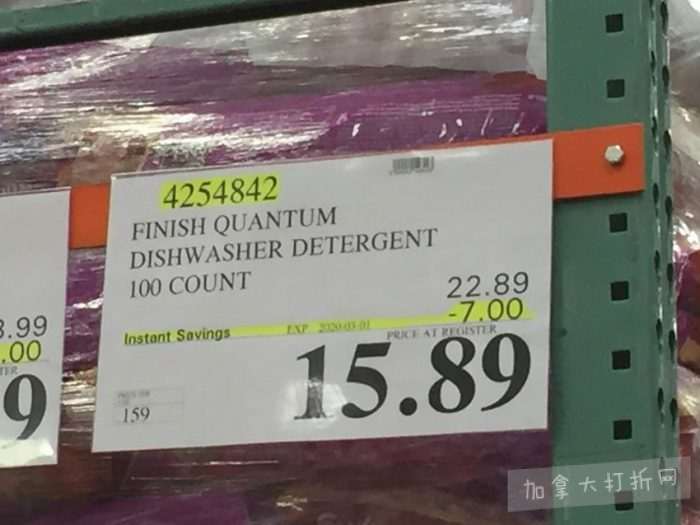 4254842
FINISH QUANTUM
DISHWASHER DETERGENT
100 COUNT
22.89
-7.00
Instant Savings EXP 2020-03-01
PRICE AT REGISTER
15.89
159
.99
.00
TER
9
加拿大打折网